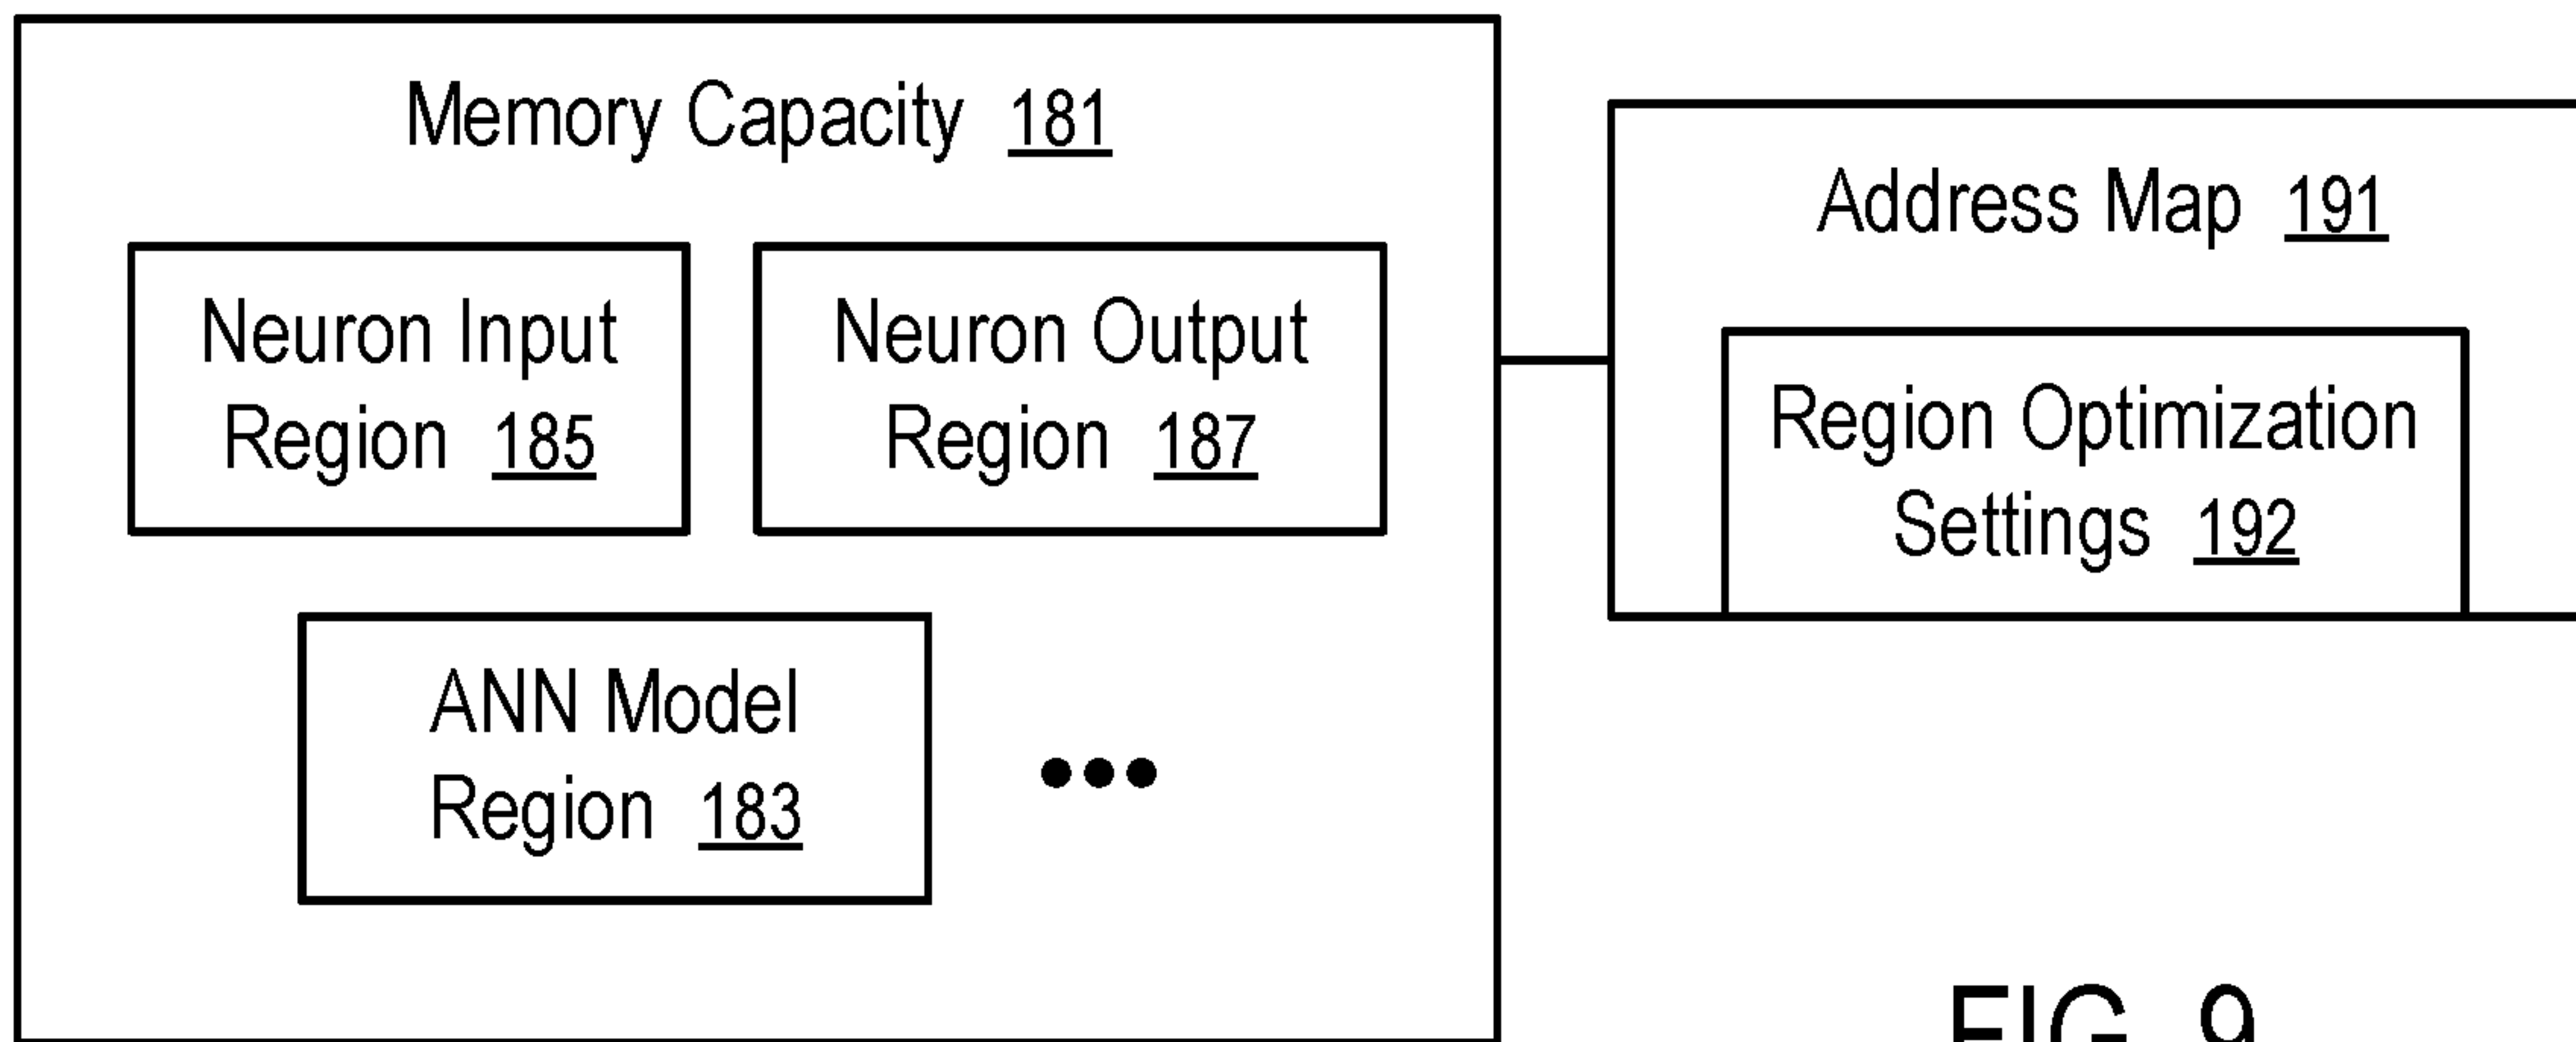 Memory Capacity 181
Neuron Input
Region 185
Neuron Output
Region 187
ANN Model
Region 183
Address Map 191
Region Optimization
Settings 192
FIG. 9